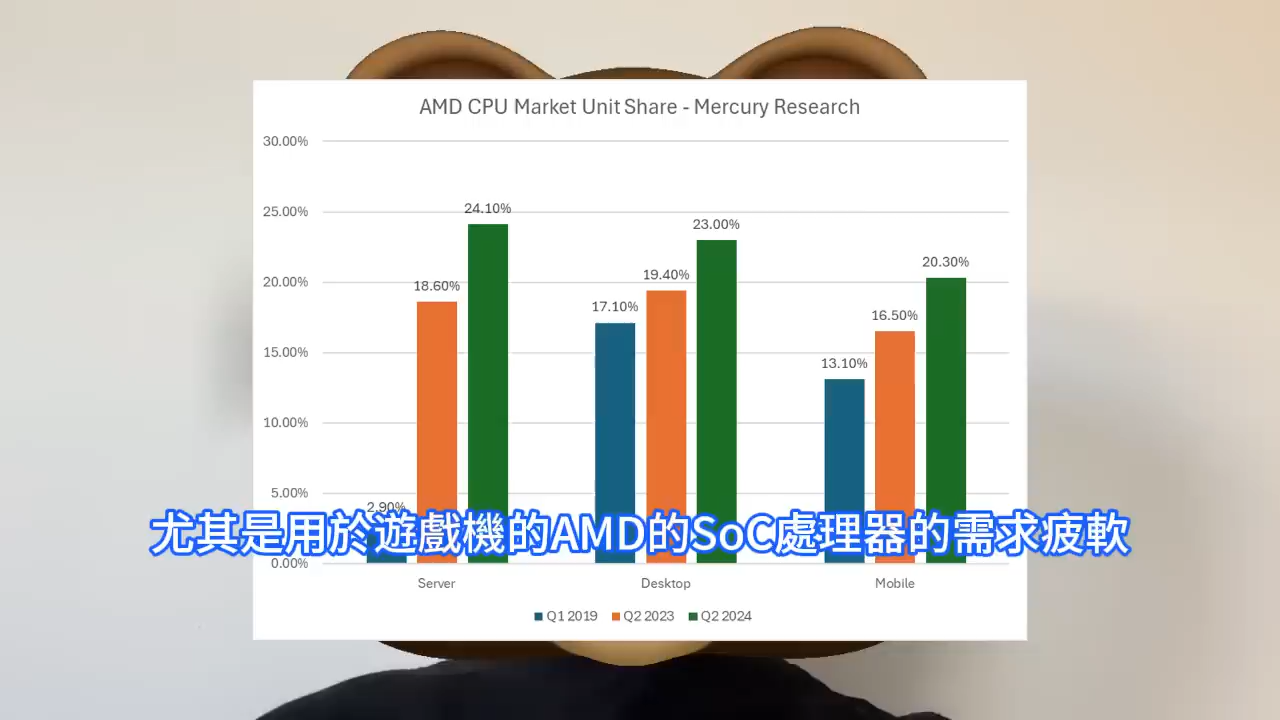 AMD CPU Market Unit Share - Mercury Research
30.00%
25.00%
20.00%
15.00%
10.00%
5.00%
0.00%
2.90%
18.60%
24.10%
17.10%
19.40%
23.00%
13.10%
16.50%
20.30%
尤其是用於遊戲機的AMD的SoC處理器的需求疲軟
Server
Desktop
Mobile
Q1 2019
Q2 2023
Q2 2024